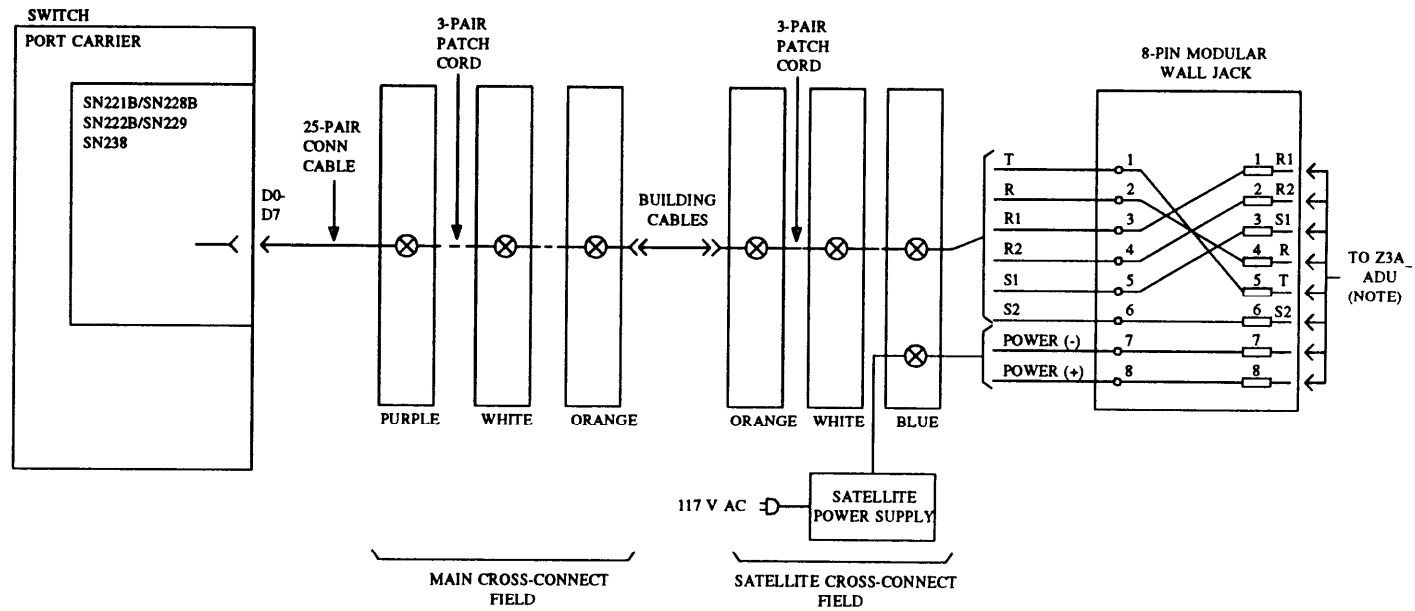 SWITCH
PORT CARRIER
SN221B/SN228B
SN222B/SN229
SN238
D0-
D7
25-PAIR
CONN
CABLE
3-PAIR
PATCH
CORD
PURPLE
WHITE
ORANGE
MAIN CROSS-CONNECT
FIELD
BUILDING
CABLES
3-PAIR
PATCH
CORD
ORANGE
WHITE
BLUE
117 V AC
SATELLITE
POWER SUPPLY
SATELLITE CROSS-CONNECT
FIELD
8-PIN MODULAR
WALL JACK
T 1 1 R1
R 2 2 R2
R1 3 3 S1
R2 4 4 R
S1 5 5 T
S2 6 6 S2
POWER (-) 7 7
POWER (+) 8 8
TO Z3A_
ADU
(NOTE)